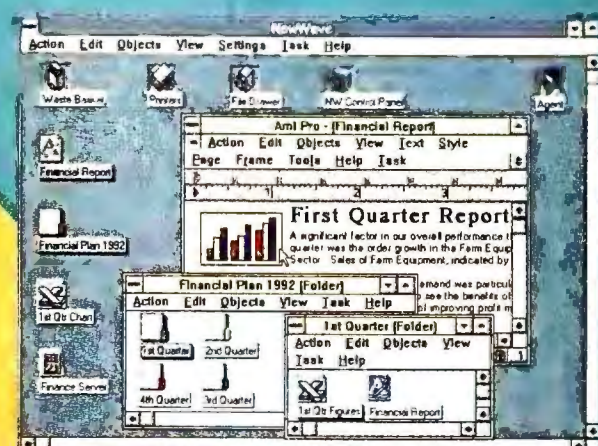 NewWave
Action Edit Objects View Settings Task Help
Waste Basket Printers File Drawer NW Control Panel Agent
Financial Report
Financial Plan 1992
1st Qtr Chart
Finance Server
Ami Pro - [Financial Report]
Action Edit Objects View Text Style
Page Frame Tools Help Task
1 2 3
First Quarter Report
A significant factor in our overall performance t
quarter was the order growth in the Farm Equip
Sector Sales of Farm Equipment, indicated by
emand was particul
see the benefits of
improving profit m
Financial Plan 1992 [Folder]
Action Edit Objects View Task Help
1st Quarter 2nd Quarter
4th Quarter 3rd Quarter
1st Quarter [Folder]
Action Edit Objects View
Task Help
1st Qtr Figures Financial Report
1